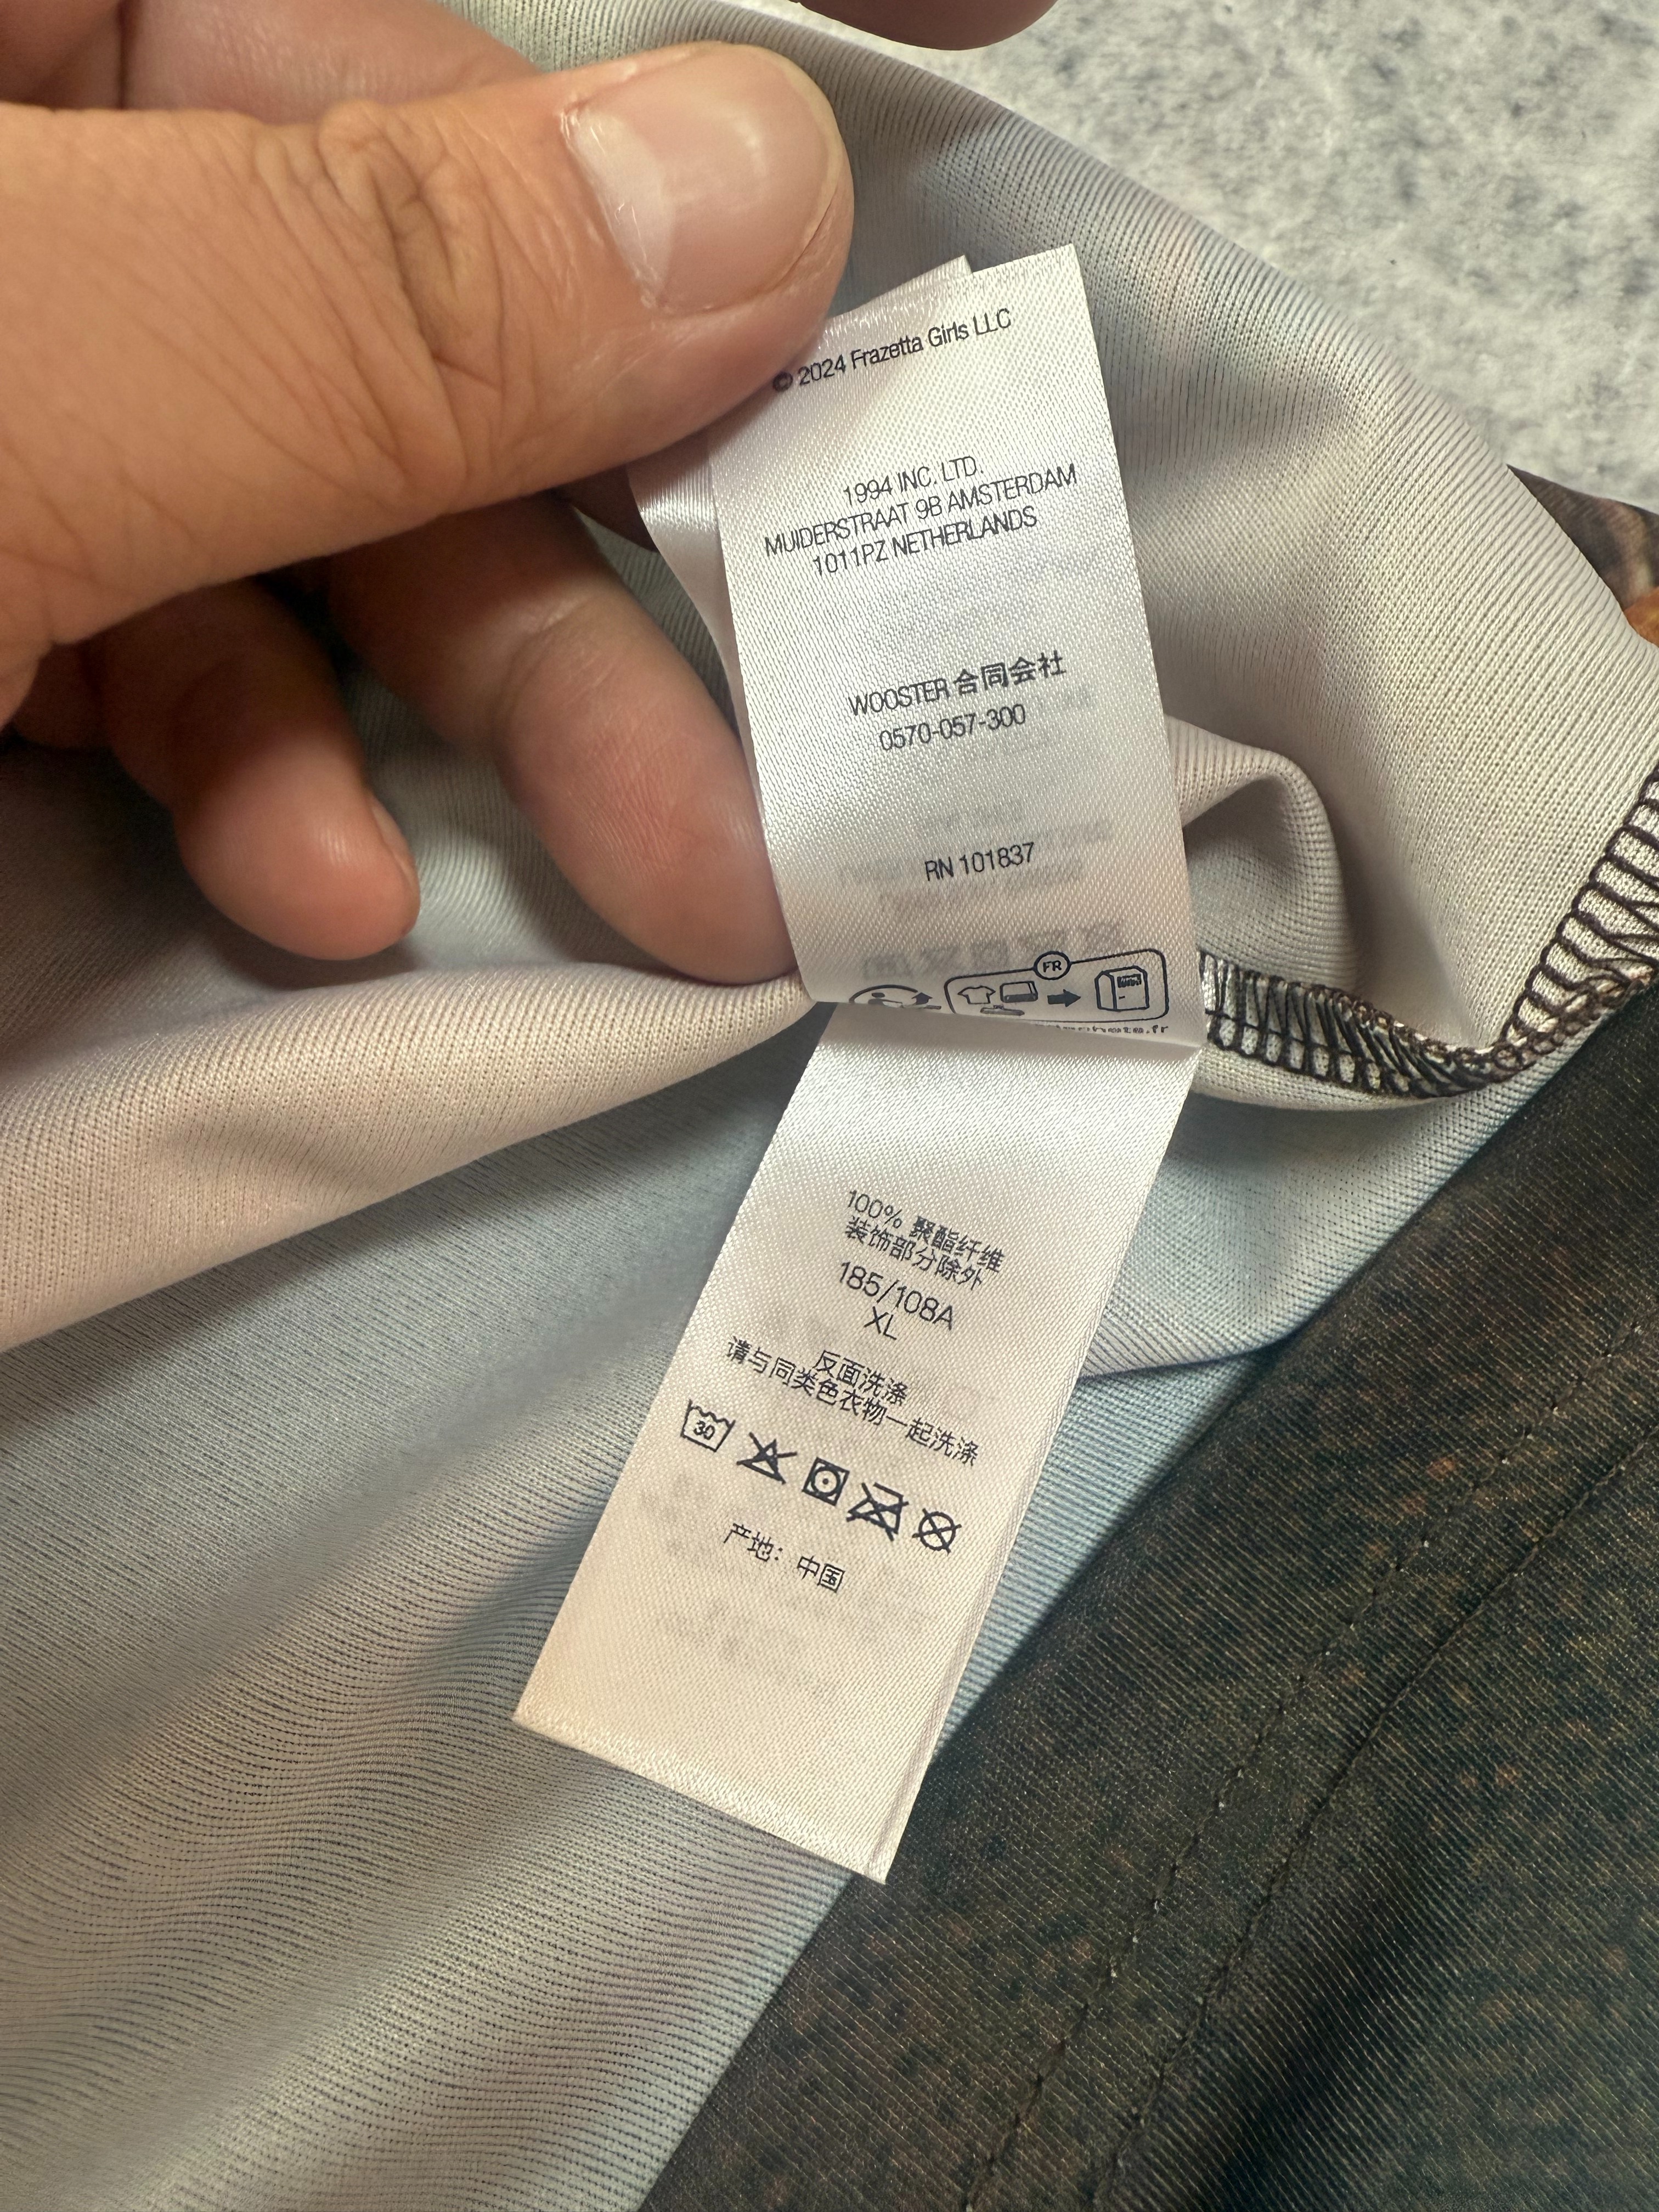 © 2024 Frazetta Girls LLC
1994 INC. LTD.
MUIDERSTRAAT 9B AMSTERDAM
1011PZ NETHERLANDS
WOOSTER 合同会社
0570-057-300
RN 101837
FR
100% 聚酯纤维
装饰部分除外
185/108A
XL
反面洗涤
请与同类色衣物一起洗涤
30
产地: 中国